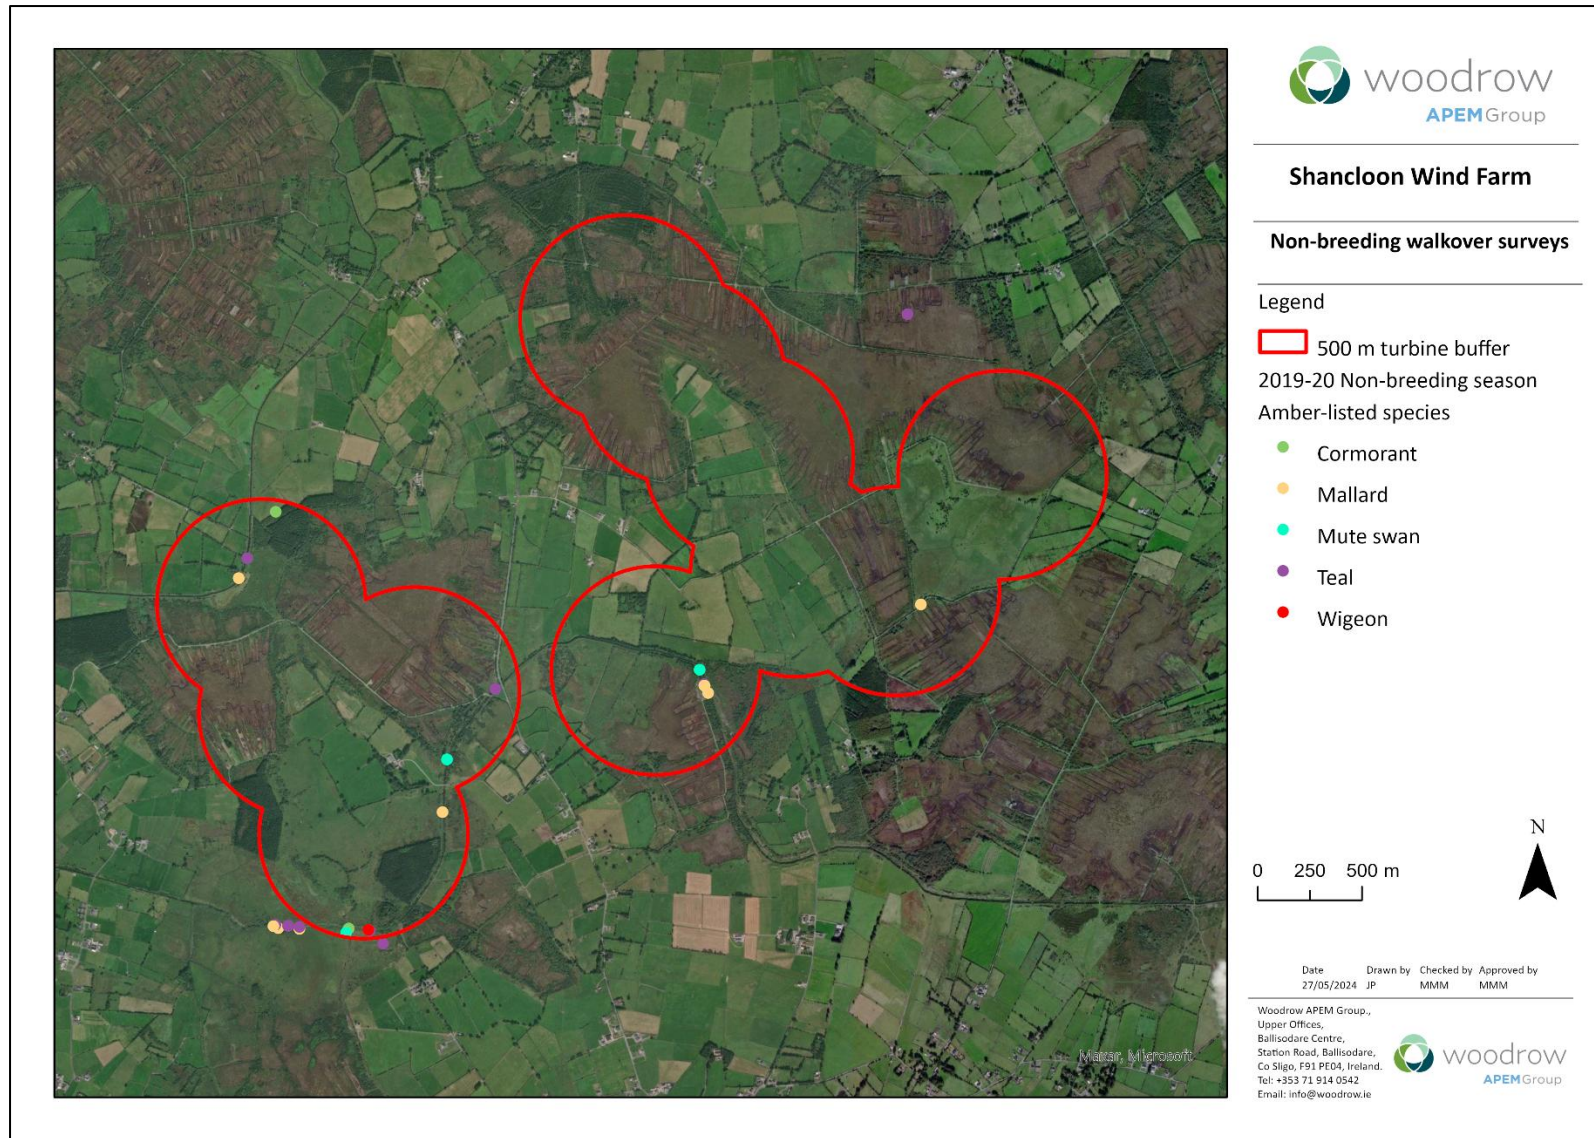 woodrow
APEMGroup
Shancloon Wind Farm
Non-breeding walkover surveys
Legend
500 m turbine buffer
2019-20 Non-breeding season
Amber-listed species
Cormorant
Mallard
Mute swan
Teal
Wigeon
N
0 250 500 m
Date Drawn by Checked by Approved by
27/05/2024 JP MMM MMM
Woodrow APEM Group.,
Upper Offices,
Ballisodare Centre,
Station Road, Ballisodare,
Co Sligo, F91 PE04, Ireland.
Tel: +353 71 914 0542
Email: info@woodrow.ie
woodrow
APEMGroup
Maxar, Microsoft